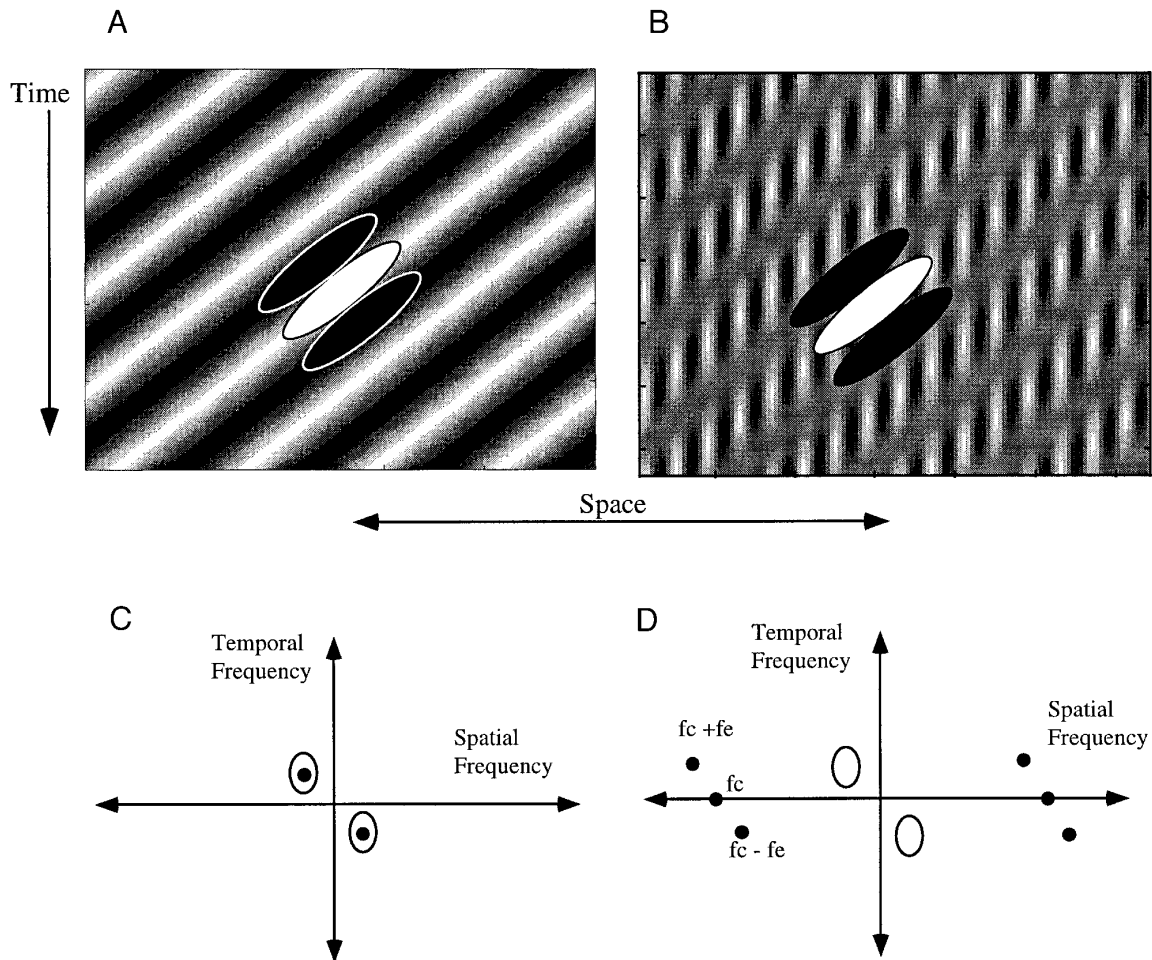 A
B
Time
Space
C
D
Temporal
Frequency
Spatial
Frequency
Temporal
Frequency
Spatial
Frequency
fc +fe
fc
fc - fe